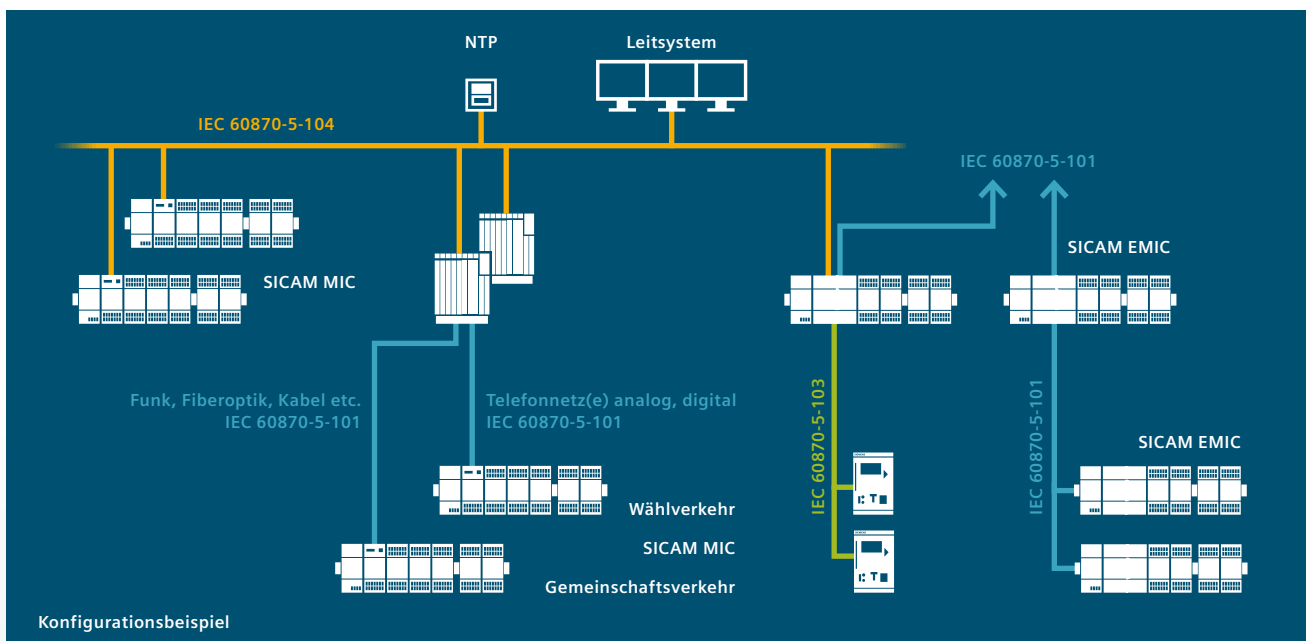 NTP
Leitsystem
IEC 60870-5-104
IEC 60870-5-101
SICAM EMIC
SICAM MIC
Funk, Fiberoptik, Kabel etc.
IEC 60870-5-101
Telefonnetz(e) analog, digital
IEC 60870-5-101
IEC 60870-5-103
IEC 60870-5-101
SICAM EMIC
Wählverkehr
SICAM MIC
Gemeinschaftsverkehr
Konfigurationsbeispiel